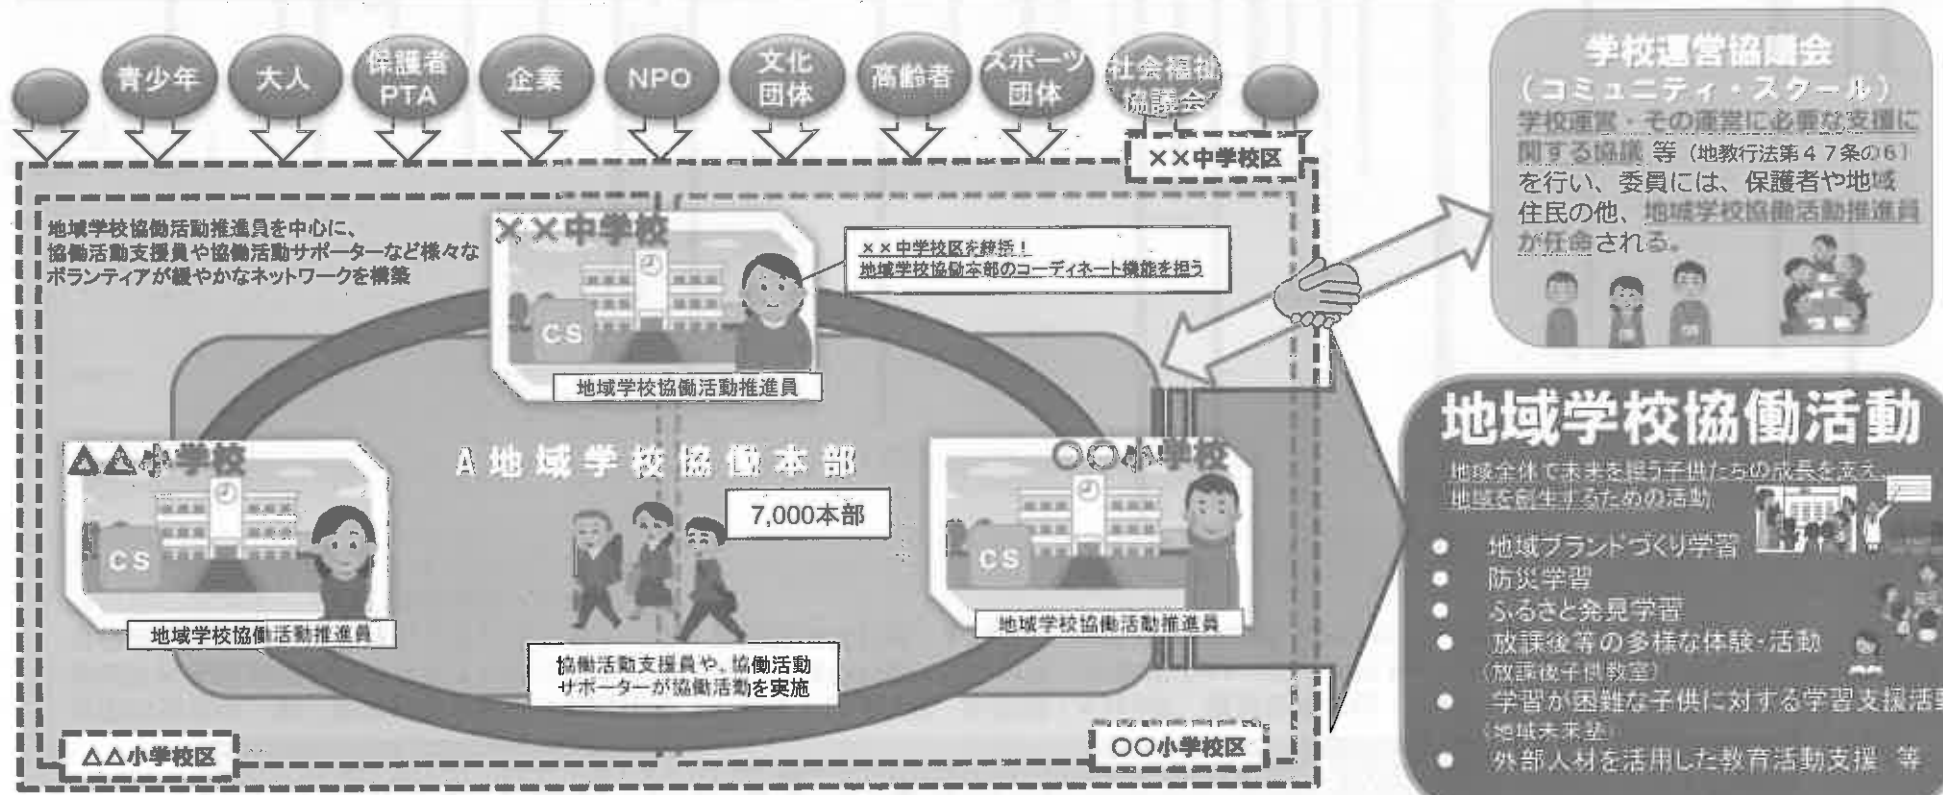 青少年
大人
保護者
PTA
企業
NPO
文化
団体
高齢者
スポーツ
団体
社会福祉
協議会
××中学校区
地域学校協働活動推進員を中心に、
協働活動支援員や協働活動サポーターなど様々な
ボランティアが緩やかなネットワークを構築
××中学校
××中学校区を統括！
地域学校協働本部のコーディネート機能を担う
CS
地域学校協働活動推進員
△△小学校
CS
地域学校協働活動推進員
A地域学校協働本部
7,000本部
協働活動支援員や、協働活動
サポーターが協働活動を実施
○○小学校
CS
地域学校協働活動推進員
△△小学校区
○○小学校区
学校運営協議会
（コミュニティ・スクール）
学校運営・その運営に必要な支援に
関する協議 等（地教行法第４７条の6）
を行い、委員には、保護者や地域
住民の他、地域学校協働活動推進員
が任命される。
地域学校協働活動
地域全体で未来を担う子供たちの成長を支え、
地域を創生するための活動
● 地域ブランドづくり学習
● 防災学習
● ふるさと発見学習
● 放課後等の多様な体験・活動
（放課後子供教室）
● 学習が困難な子供に対する学習支援活動
（地域未来塾）
● 外部人材を活用した教育活動支援 等